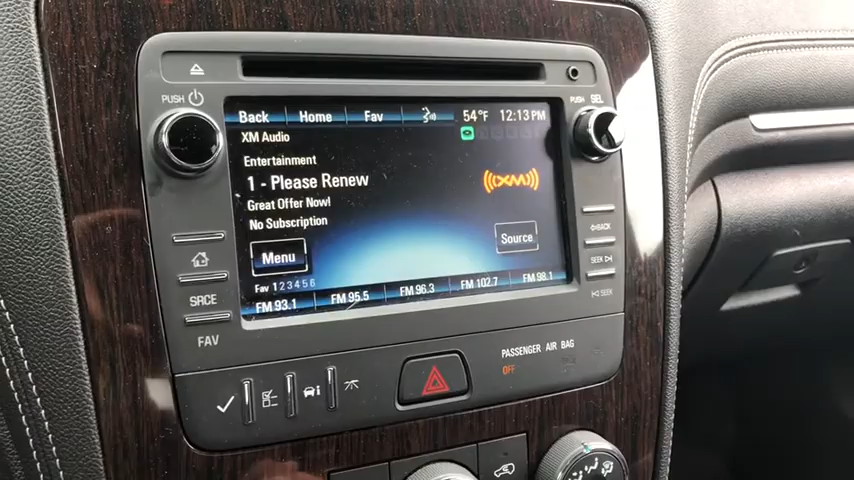 PUSH
PUSH SEL
Back Home Fav 54°F 12:13 PM
XM Audio
Entertainment
1 - Please Renew
((XM))
Great Offer Now!
No Subscription
Menu
Source
Fav 1 2 3 4 5 6
FM 93.1 FM 95.5 FM 96.3 FM 102.7 FM 98.1
BACK
SEEK
SEEK
SRCE
FAV
PASSENGER AIR BAG
OFF